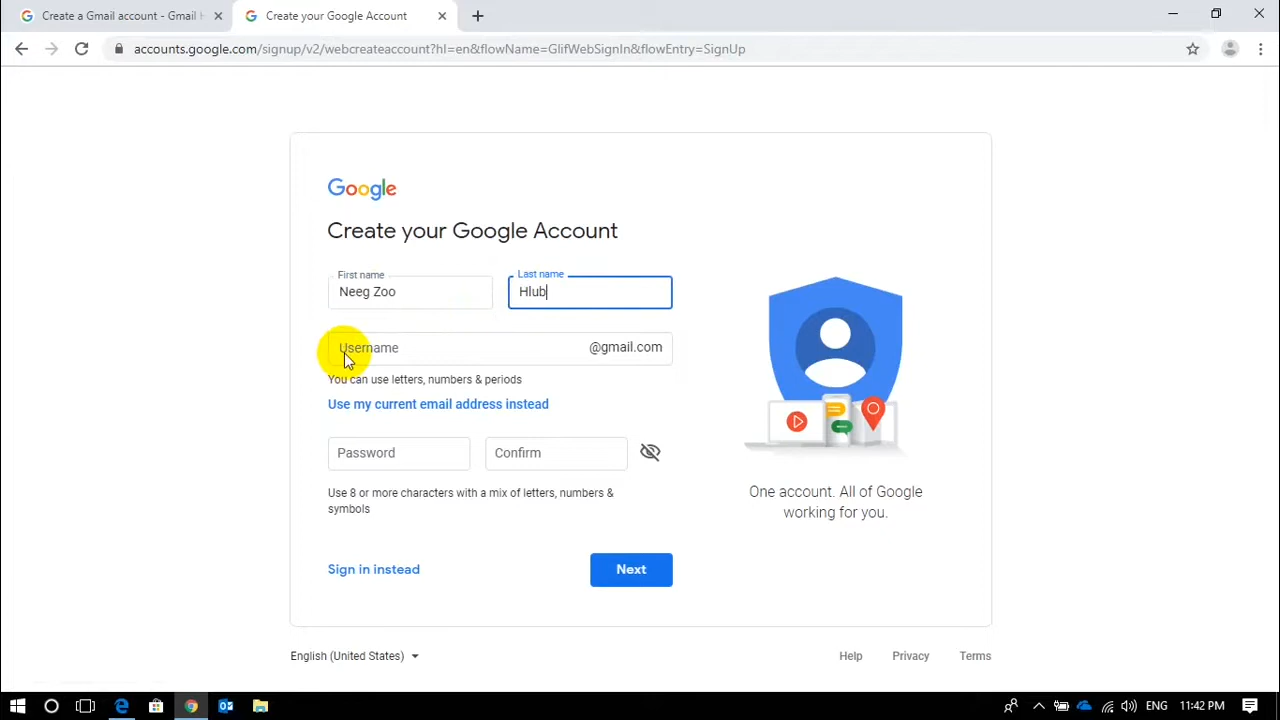 Create a Gmail account - Gmail H
Create your Google Account
accounts.google.com/signup/v2/webcreateaccount?hl=en&flowName=GlifWebSignIn&flowEntry=SignUp
Google
Create your Google Account
First name
Last name
Neeg Zoo
Hlub
Username
@gmail.com
You can use letters, numbers & periods
Use my current email address instead
Password
Confirm
Use 8 or more characters with a mix of letters, numbers &
symbols
One account. All of Google
working for you.
Sign in instead
Next
English (United States)
Help
Privacy
Terms
ENG
11:42 PM